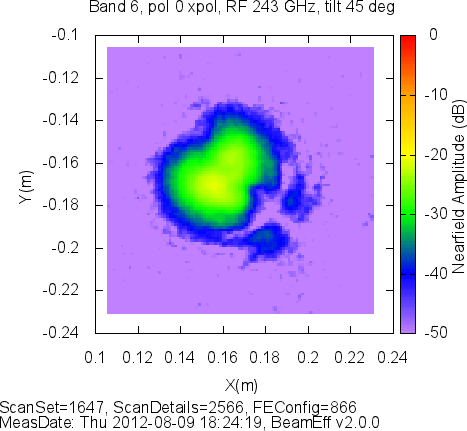 Band 6, pol 0 xpol, RF 243 GHz, tilt 45 deg
-0.1
-0.12
-0.14
-0.16
-0.18
-0.2
-0.22
-0.24
Y(m)
0.1 0.12 0.14 0.16 0.18 0.2 0.22 0.24
X(m)
0
-10
-20
-30
-40
-50
Nearfield Amplitude (dB)
ScanSet=1647, ScanDetails=2566, FEConfig=866
MeasDate: Thu 2012-08-09 18:24:19, BeamEff v2.0.0